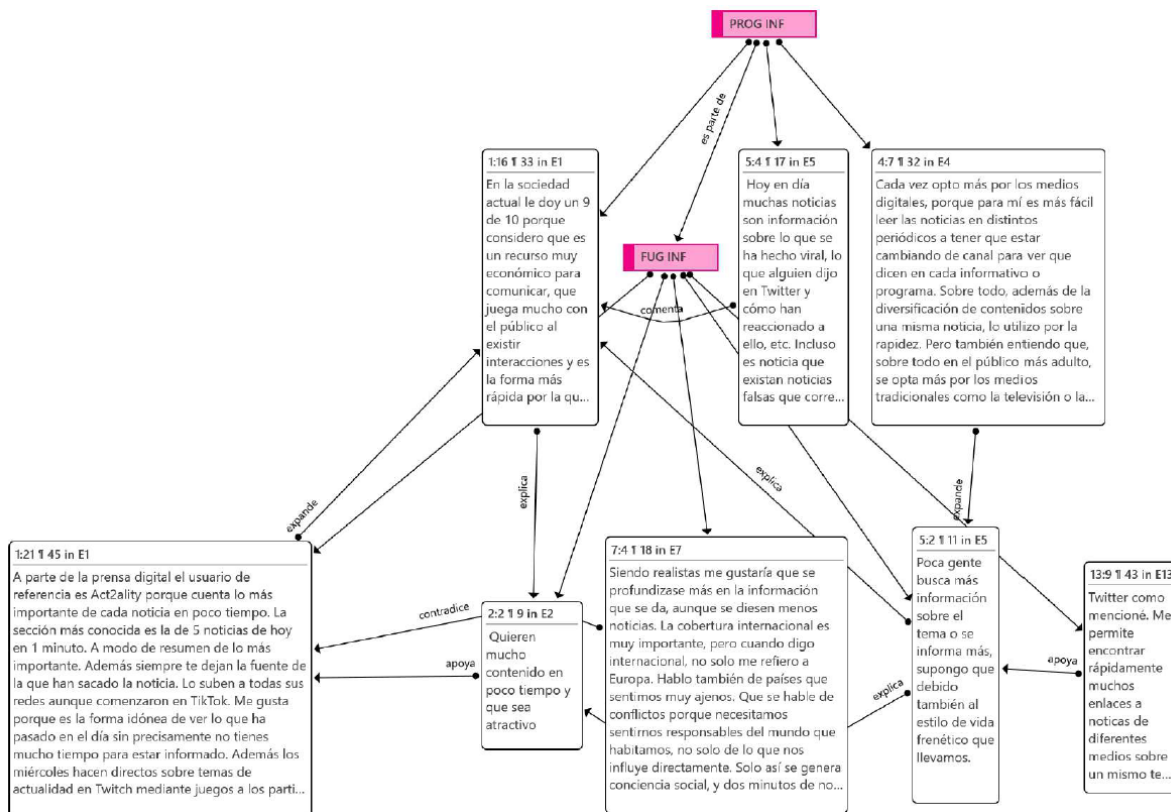 PROG INF
es parte de
1:16 ¶ 33 in E1
En la sociedad
actual le doy un 9
de 10 porque
considero que es
un recurso muy
económico para
comunicar, que
juega mucho con
el público al
existir
interacciones y es
la forma más
rápida por la qu...
5:4 ¶ 17 in E5
Hoy en día
muchas noticias
son información
sobre lo que se
ha hecho viral, lo
que alguien dijo
en Twitter y
cómo han
reaccionado a
ello, etc. Incluso
es noticia que
existan noticias
falsas que corre...
4:7 ¶ 32 in E4
Cada vez opto más por los medios
digitales, porque para mí es más fácil
leer las noticias en distintos
periódicos a tener que estar
cambiando de canal para ver que
dicen en cada informativo o
programa. Sobre todo, además de la
diversificación de contenidos sobre
una misma noticia, lo utilizo por la
rapidez. Pero también entiendo que,
sobre todo en el público más adulto,
se opta más por los medios
tradicionales como la televisión o la...
FUG INF
comenta
explica
explica
expande
expande
1:21 ¶ 45 in E1
A parte de la prensa digital el usuario de
referencia es Act2ality porque cuenta lo más
importante de cada noticia en poco tiempo. La
sección más conocida es la de 5 noticias de hoy
en 1 minuto. A modo de resumen de lo más
importante. Además siempre te dejan la fuente de
la que han sacado la noticia. Lo suben a todas sus
redes aunque comenzaron en TikTok. Me gusta
porque es la forma idónea de ver lo que ha
pasado en el día sin precisamente no tienes
mucho tiempo para estar informado. Además los
miércoles hacen directos sobre temas de
actualidad en Twitch mediante juegos a los parti...
contradice
apoya
2:2 ¶ 9 in E2
Quieren
mucho
contenido en
poco tiempo y
que sea
atractivo
7:4 ¶ 18 in E7
Siendo realistas me gustaría que se
profundizase más en la información
que se da, aunque se diesen menos
noticias. La cobertura internacional es
muy importante, pero cuando digo
internacional, no solo me refiero a
Europa. Hablo también de países que
sentimos muy ajenos. Que se hable de
conflictos porque necesitamos
sentirnos responsables del mundo que
habitamos, no solo de lo que nos
influye directamente. Solo así se genera
conciencia social, y dos minutos de no...
explica
5:2 ¶ 11 in E5
Poca gente
busca más
información
sobre el
tema o se
informa más,
supongo que
debido
también al
estilo de vida
frenético que
llevamos.
apoya
13:9 ¶ 43 in E13
Twitter como
mencioné. Me
permite
encontrar
rápidamente
muchos
enlaces a
noticas de
diferentes
medios sobre
un mismo te...